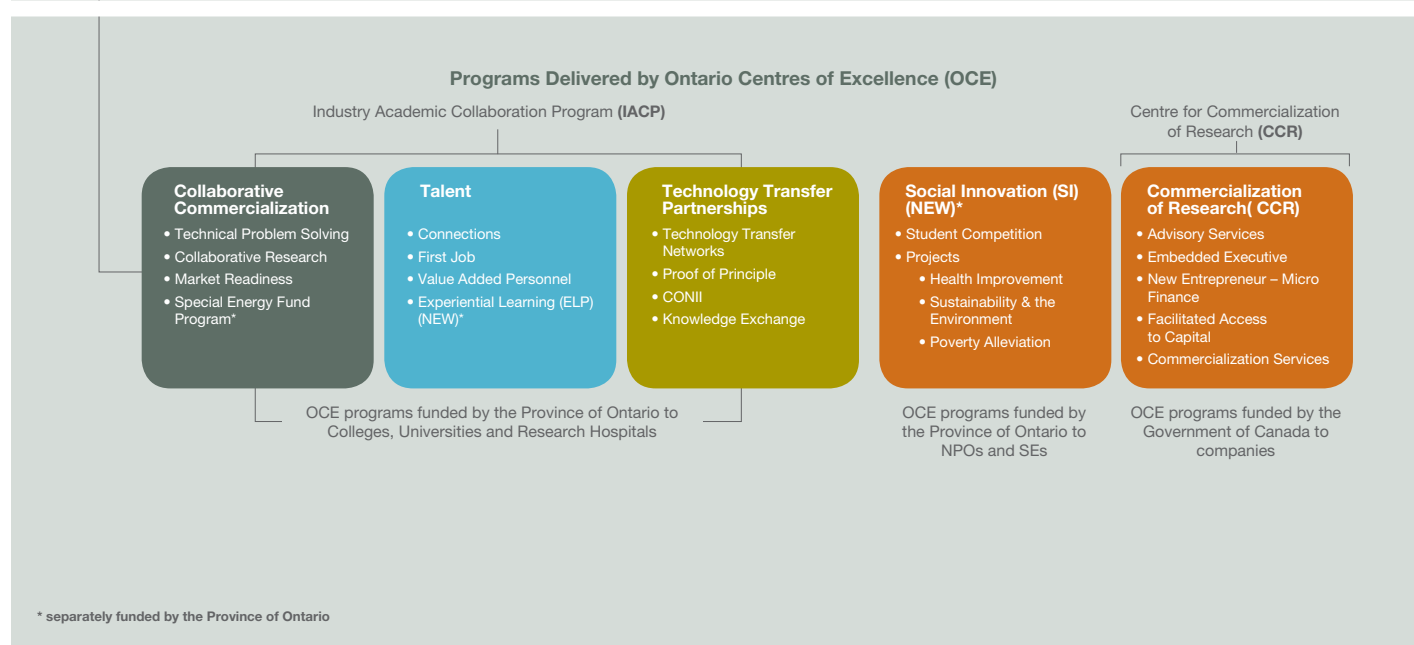 Programs Delivered by Ontario Centres of Excellence (OCE)
Industry Academic Collaboration Program (IACP)
Centre for Commercialization
of Research (CCR)
Collaborative
Commercialization
• Technical Problem Solving
• Collaborative Research
• Market Readiness
• Special Energy Fund
Program*
Talent
• Connections
• First Job
• Value Added Personnel
• Experiential Learning (ELP)
(NEW)*
Technology Transfer
Partnerships
• Technology Transfer
Networks
• Proof of Principle
• CONII
• Knowledge Exchange
Social Innovation (SI)
(NEW)*
• Student Competition
• Projects
• Health Improvement
• Sustainability & the
Environment
• Poverty Alleviation
Commercialization
of Research( CCR)
• Advisory Services
• Embedded Executive
• New Entrepreneur – Micro
Finance
• Facilitated Access
to Capital
• Commercialization Services
OCE programs funded by the Province of Ontario to
Colleges, Universities and Research Hospitals
OCE programs funded by
the Province of Ontario to
NPOs and SEs
OCE programs funded by the
Government of Canada to
companies
* separately funded by the Province of Ontario